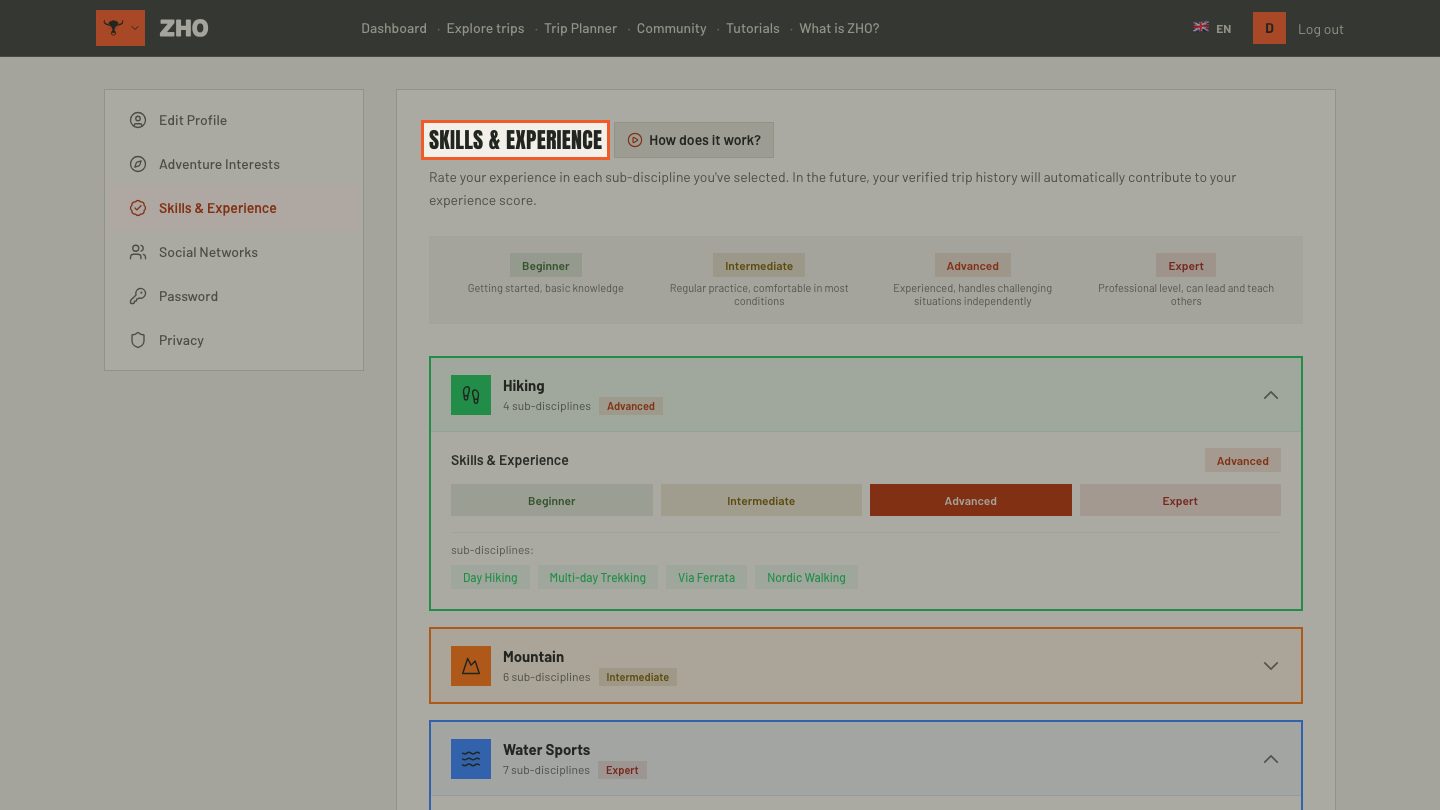 ZHO
Dashboard · Explore trips · Trip Planner · Community · Tutorials · What is ZHO?
EN
D
Log out
Edit Profile
Adventure Interests
Skills & Experience
Social Networks
Password
Privacy
SKILLS & EXPERIENCE
How does it work?
Rate your experience in each sub-discipline you've selected. In the future, your verified trip history will automatically contribute to your
experience score.
Beginner
Getting started, basic knowledge
Intermediate
Regular practice, comfortable in most
conditions
Advanced
Experienced, handles challenging
situations independently
Expert
Professional level, can lead and teach
others
Hiking
4 sub-disciplines Advanced
Skills & Experience
Advanced
Beginner
Intermediate
Advanced
Expert
sub-disciplines:
Day Hiking
Multi-day Trekking
Via Ferrata
Nordic Walking
Mountain
6 sub-disciplines Intermediate
Water Sports
7 sub-disciplines Expert